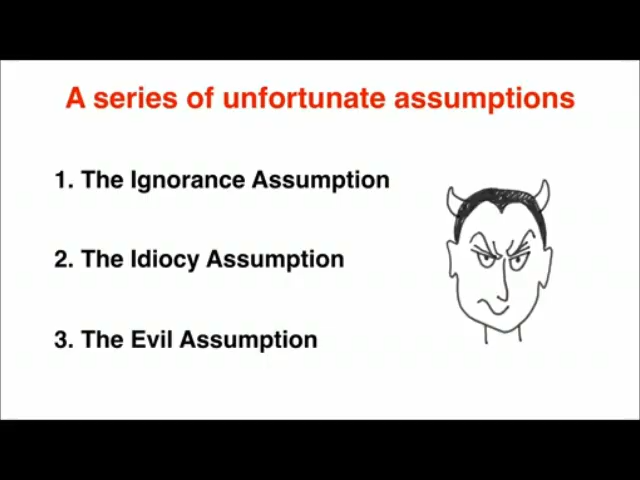 A series of unfortunate assumptions
1. The Ignorance Assumption
2. The Idiocy Assumption
3. The Evil Assumption